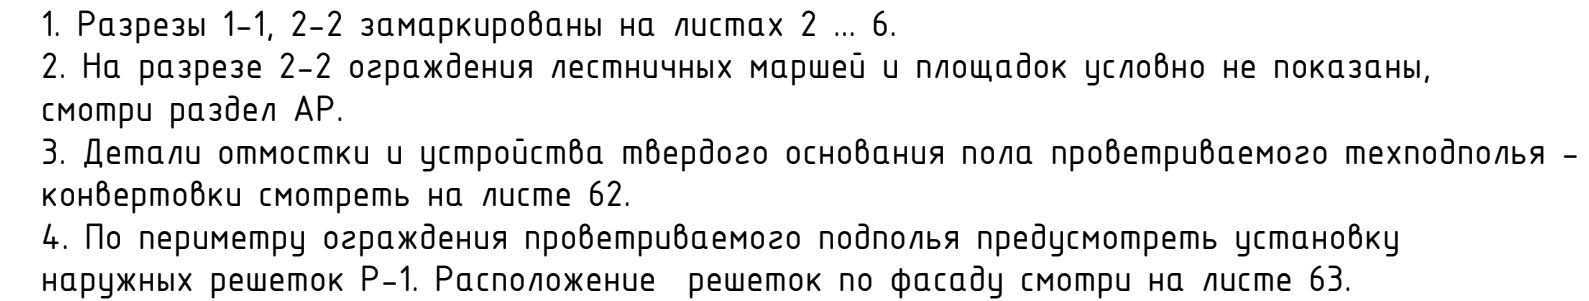 1. Разрезы 1-1, 2-2 замаркированы на листах 2 ... 6.
2. На разрезе 2-2 ограждения лестничных маршей и площадок условно не показаны,
смотри раздел АР.
3. Детали отмостки и устройства твердого основания пола проветриваемого техподполья -
конвертовки смотреть на листе 62.
4. По периметру ограждения проветриваемого подполья предусмотреть установку
наружных решеток Р-1. Расположение решеток по фасаду смотри на листе 63.